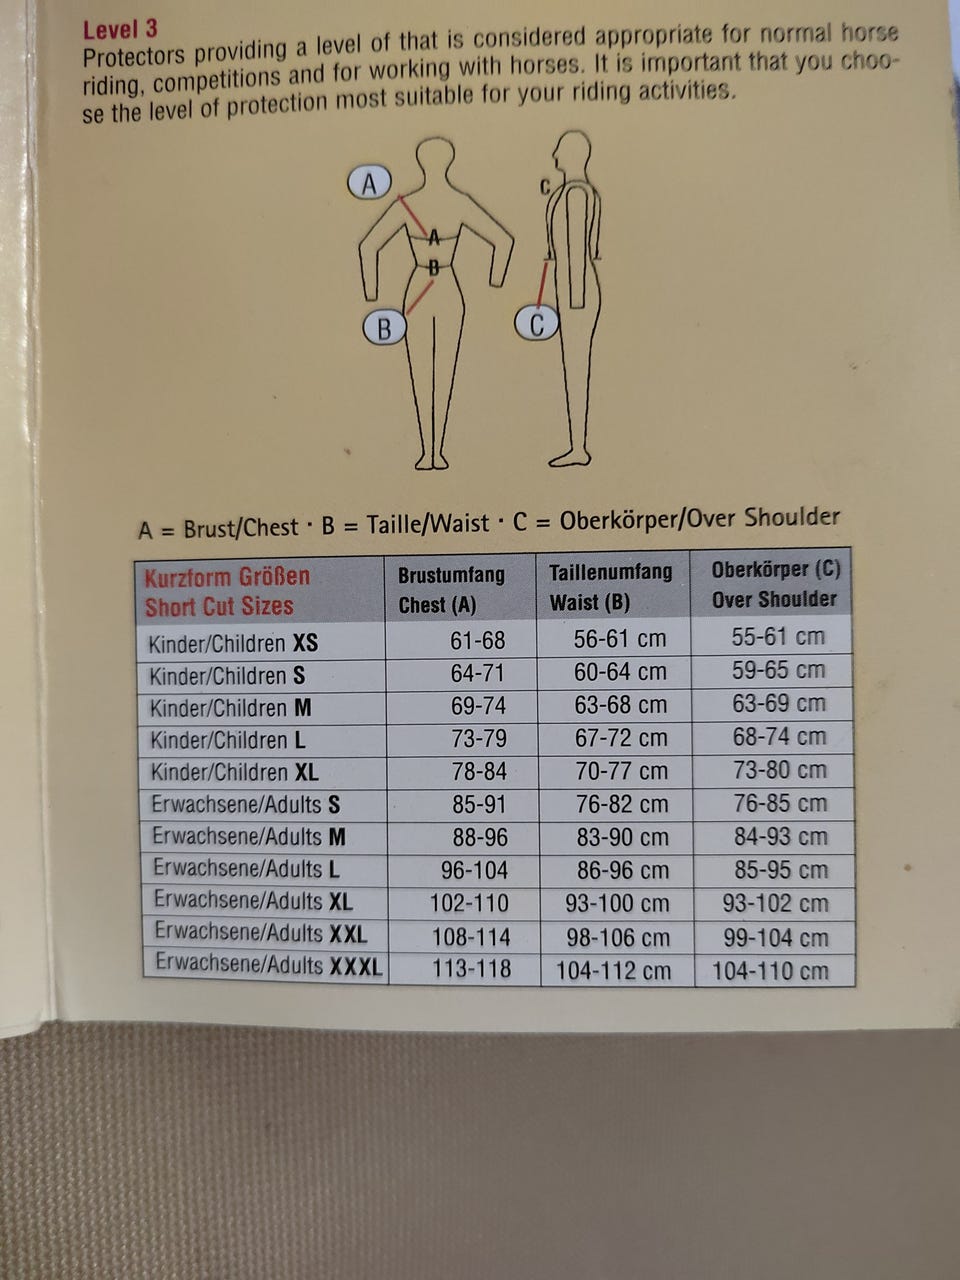 Level 3
Protectors providing a level of that is considered appropriate for normal horse
riding, competitions and for working with horses. It is important that you choo-
se the level of protection most suitable for your riding activities.
A
C
A
B
B
C
A = Brust/Chest · B = Taille/Waist · C = Oberkörper/Over Shoulder
Kurzform Größen Brustumfang Taillenumfang Oberkörper (C)
Short Cut Sizes Chest (A) Waist (B) Over Shoulder
Kinder/Children XS 61-68 56-61 cm 55-61 cm
Kinder/Children S 64-71 60-64 cm 59-65 cm
Kinder/Children M 69-74 63-68 cm 63-69 cm
Kinder/Children L 73-79 67-72 cm 68-74 cm
Kinder/Children XL 78-84 70-77 cm 73-80 cm
Erwachsene/Adults S 85-91 76-82 cm 76-85 cm
Erwachsene/Adults M 88-96 83-90 cm 84-93 cm
Erwachsene/Adults L 96-104 86-96 cm 85-95 cm
Erwachsene/Adults XL 102-110 93-100 cm 93-102 cm
Erwachsene/Adults XXL 108-114 98-106 cm 99-104 cm
Erwachsene/Adults XXXL 113-118 104-112 cm 104-110 cm